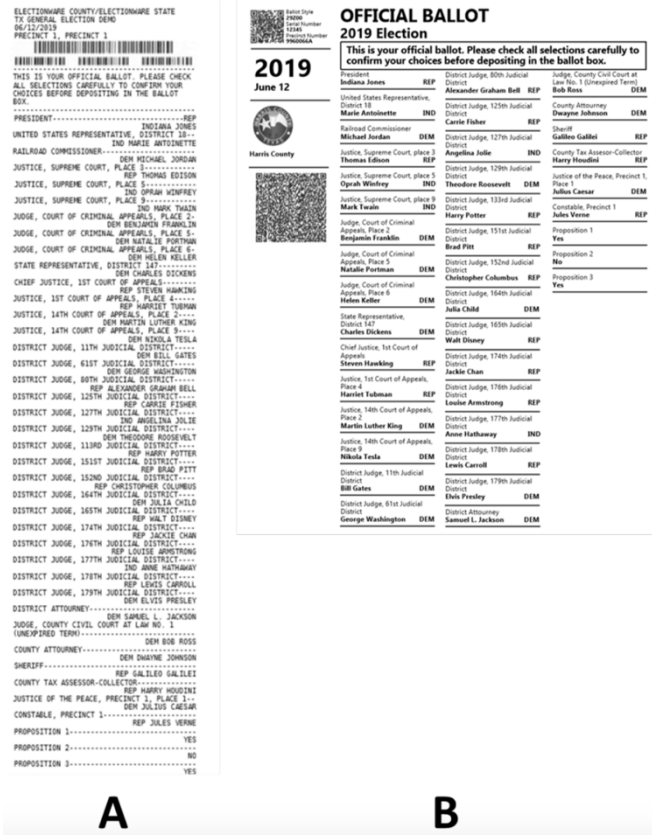 ELECTIONWARE COUNTY/ELECTIONWARE STATE
TX GENERAL ELECTION DEMO
06/12/2019
PRECINCT 1, PRECINCT 1
THIS IS YOUR OFFICIAL BALLOT. PLEASE CHECK
ALL SELECTIONS CAREFULLY TO CONFIRM YOUR
CHOICES BEFORE DEPOSITING IN THE BALLOT
BOX.
PRESIDENT---------------------------REP
INDIANA JONES
UNITED STATES REPRESENTATIVE, DISTRICT 18--
IND MARIE ANTOINETTE
RAILROAD COMMISSIONER--------------------
DEM MICHAEL JORDAN
JUSTICE, SUPREME COURT, PLACE 3-----------
REP THOMAS EDISON
JUSTICE, SUPREME COURT, PLACE 5-----------
IND OPRAH WINFREY
JUSTICE, SUPREME COURT, PLACE 9-----------
IND MARK TWAIN
JUDGE, COURT OF CRIMINAL APPEARLS, PLACE 2-
DEM BENJAMIN FRANKLIN
JUDGE, COURT OF CRIMINAL APPEARLS, PLACE 5-
DEM NATALIE PORTMAN
JUDGE, COURT OF CRIMINAL APPEARLS, PLACE 6-
DEM HELEN KELLER
STATE REPRESENTATIVE, DISTRICT 147---------
DEM CHARLES DICKENS
CHIEF JUSTICE, 1ST COURT OF APPEALS--------
REP STEVEN HAWKING
JUSTICE, 1ST COURT OF APPEALS, PLACE 4-----
REP HARRIET TUBMAN
JUSTICE, 14TH COURT OF APPEALS, PLACE 2----
DEM MARTIN LUTHER KING
JUSTICE, 14TH COURT OF APPEALS, PLACE 9----
DEM NIKOLA TESLA
DISTRICT JUDGE, 11TH JUDICIAL DISTRICT-----
DEM BILL GATES
DISTRICT JUDGE, 61ST JUDICIAL DISTRICT-----
DEM GEORGE WASHINGTON
DISTRICT JUDGE, 80TH JUDICIAL DISTRICT-----
REP ALEXANDER GRAHAM BELL
DISTRICT JUDGE, 125TH JUDICIAL DISTRICT----
REP CARRIE FISHER
DISTRICT JUDGE, 127TH JUDICIAL DISTRICT----
IND ANGELINA JOLIE
DISTRICT JUDGE, 129TH JUDICIAL DISTRICT----
DEM THEODORE ROOSEVELT
DISTRICT JUDGE, 113RD JUDICIAL DISTRICT----
REP HARRY POTTER
DISTRICT JUDGE, 151ST JUDICIAL DISTRICT----
REP BRAD PITT
DISTRICT JUDGE, 152ND JUDICIAL DISTRICT----
REP CHRISTOPHER COLUMBUS
DISTRICT JUDGE, 164TH JUDICIAL DISTRICT----
DEM JULIA CHILD
DISTRICT JUDGE, 165TH JUDICIAL DISTRICT----
REP WALT DISNEY
DISTRICT JUDGE, 174TH JUDICIAL DISTRICT----
REP JACKIE CHAN
DISTRICT JUDGE, 176TH JUDICIAL DISTRICT----
REP LOUISE ARMSTRONG
DISTRICT JUDGE, 177TH JUDICIAL DISTRICT----
IND ANNE HATHAWAY
DISTRICT JUDGE, 178TH JUDICIAL DISTRICT----
REP LEWIS CARROLL
DISTRICT JUDGE, 179TH JUDICIAL DISTRICT----
DEM ELVIS PRESLEY
DISTRICT ATTOURNEY-----------------------
DEM SAMUEL L. JACKSON
JUDGE, COUNTY CIVIL COURT AT LAW NO. 1
(UNEXPIRED TERM)-------------------------
DEM BOB ROSS
COUNTY ATTOURNEY-------------------------
DEM DWAYNE JOHNSON
SHERIFF----------------------------------
REP GALILEO GALILEI
COUNTY TAX ASSESSOR-COLLECTOR------------
REP HARRY HOUDINI
JUSTICE OF THE PEACE, PRECINCT 1, PLACE 1--
DEM JULIUS CAESAR
CONSTABLE, PRECINCT 1--------------------
REP JULES VERNE
PROPOSITION 1----------------------------
YES
PROPOSITION 2----------------------------
NO
PROPOSITION 3----------------------------
YES
A
Ballot Style
29200
Serial Number
12345
Precinct Number
9960066A
2019
June 12
Harris County
OFFICIAL BALLOT
2019 Election
This is your official ballot. Please check all selections carefully to
confirm your choices before depositing in the ballot box.
President
Indiana Jones REP
United States Representative,
District 18
Marie Antoinette IND
Railroad Commissioner
Michael Jordan DEM
Justice, Supreme Court, place 3
Thomas Edison REP
Justice, Supreme Court, place 5
Oprah Winfrey IND
Justice, Supreme Court, place 9
Mark Twain IND
Judge, Court of Criminal
Appeals, Place 2
Benjamin Franklin DEM
Judge, Court of Criminal
Appeals, Place 5
Natalie Portman DEM
Judge, Court of Criminal
Appeals, Place 6
Helen Keller DEM
State Representative,
District 147
Charles Dickens DEM
Chief Justice, 1st Court of
Appeals
Steven Hawking REP
Justice, 1st Court of Appeals,
Place 4
Harriet Tubman REP
Justice, 14th Court of Appeals,
Place 2
Martin Luther King DEM
Justice, 14th Court of Appeals,
Place 9
Nikola Tesla DEM
District Judge, 11th Judicial
District
Bill Gates DEM
District Judge, 61st Judicial
District
George Washington DEM
District Judge, 80th Judicial
District
Alexander Graham Bell REP
District Judge, 125th Judicial
District
Carrie Fisher REP
District Judge, 127th Judicial
District
Angelina Jolie IND
District Judge, 129th Judicial
District
Theodore Roosevelt DEM
District Judge, 133rd Judicial
District
Harry Potter REP
District Judge, 151st Judicial
District
Brad Pitt REP
District Judge, 152nd Judicial
District
Christopher Columbus REP
District Judge, 164th Judicial
District
Julia Child DEM
District Judge, 165th Judicial
District
Walt Disney REP
District Judge, 174th Judicial
District
Jackie Chan REP
District Judge, 176th Judicial
District
Louise Armstrong REP
District Judge, 177th Judicial
District
Anne Hathaway IND
District Judge, 178th Judicial
District
Lewis Carroll REP
District Judge, 179th Judicial
District
Elvis Presley DEM
District Attorney
Samuel L. Jackson DEM
Judge, County Civil Court at
Law No. 1 (Unexpired Term)
Bob Ross DEM
County Attorney
Dwayne Johnson DEM
Sheriff
Galileo Galilei REP
County Tax Assesor-Collector
Harry Houdini REP
Justice of the Peace, Precinct 1,
Place 1
Julius Caesar DEM
Constable, Precinct 1
Jules Verne REP
Proposition 1
Yes
Proposition 2
No
Proposition 3
Yes
B